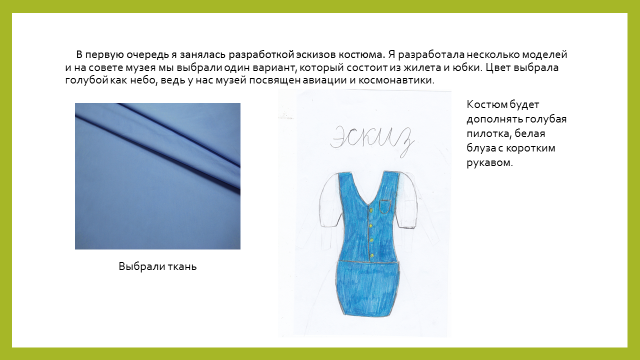 В первую очередь я занялась разработкой эскизов костюма. Я разработала несколько моделей
и на совете музея мы выбрали один вариант, который состоит из жилета и юбки. Цвет выбрала
голубой как небо, ведь у нас музей посвящен авиации и космонавтики.
Костюм будет
дополнять голубая
пилотка, белая
блуза с коротким
рукавом.
эскиз
Выбрали ткань